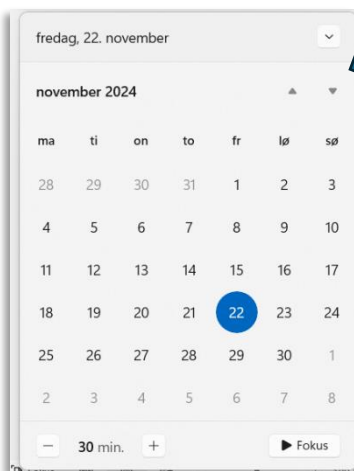 fredag, 22. november
november 2024
ma ti on to fr lø sø
28 29 30 31 1 2 3
4 5 6 7 8 9 10
11 12 13 14 15 16 17
18 19 20 21 22 23 24
25 26 27 28 29 30 1
2 3 4 5 6 7 8
30 min. Fokus